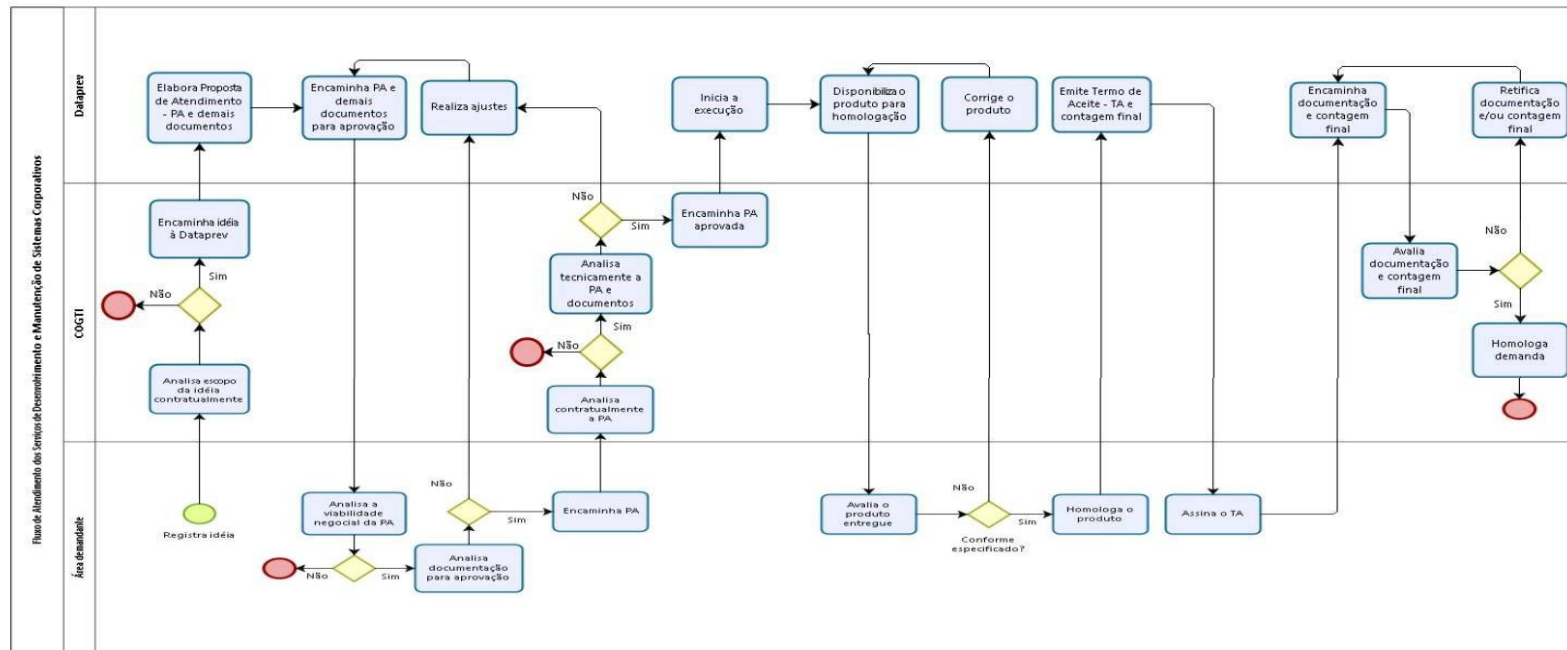 Fluxo de Atendimento dos Serviços de Desenvolvimento e Manutenção de Sistemas Corporativos
Dataprev
Elabora Proposta
de Atendimento
- PA e demais
documentos
Encaminha PA e
demais
documentos
para aprovação
Realiza ajustes
Inicia a
execução
Disponibiliza o
produto para
homologação
Corrige o
produto
Emite Termo de
Aceite - TA e
contagem final
Encaminha
documentação
e contagem
final
Retifica
documentação
e/ou contagem
final
COGTI
Encaminha idéia
à Dataprev
Sim
Não
Analisa escopo
da idéia
contratualmente
Não
Sim
Encaminha PA
aprovada
Analisa
tecnicamente a
PA e
documentos
Sim
Não
Analisa
contratualmente
a PA
Não
Avalia
documentação
e contagem
final
Sim
Homologa
demanda
Área demandante
Registra idéia
Analisa a
viabilidade
negocial da PA
Não
Sim
Analisa
documentação
para aprovação
Não
Sim
Encaminha PA
Avalia o
produto
entregue
Não
Sim
Conforme
especificado?
Homologa o
produto
Assina o TA